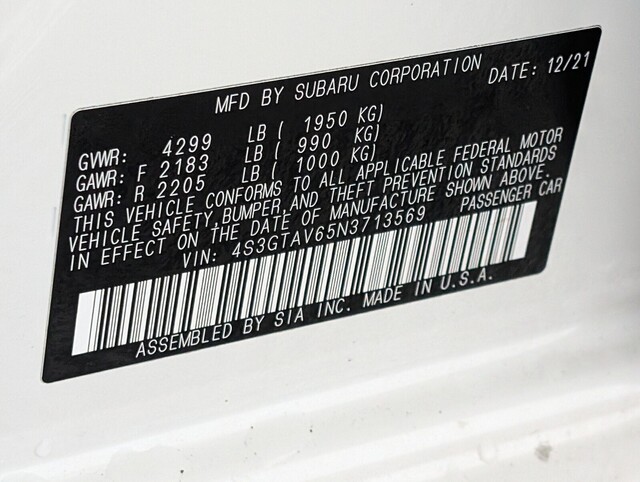 MFD BY SUBARU CORPORATION DATE: 12/21
GVWR: 4299 LB ( 1950 KG)
GAWR: F 2183 LB ( 990 KG)
GAWR: R 2205 LB ( 1000 KG)
THIS VEHICLE CONFORMS TO ALL APPLICABLE FEDERAL MOTOR
VEHICLE SAFETY, BUMPER, AND THEFT PREVENTION STANDARDS
IN EFFECT ON THE DATE OF MANUFACTURE SHOWN ABOVE.
VIN: 4S3GTAV65N3713569 PASSENGER CAR
ASSEMBLED BY SIA INC. MADE IN U.S.A.